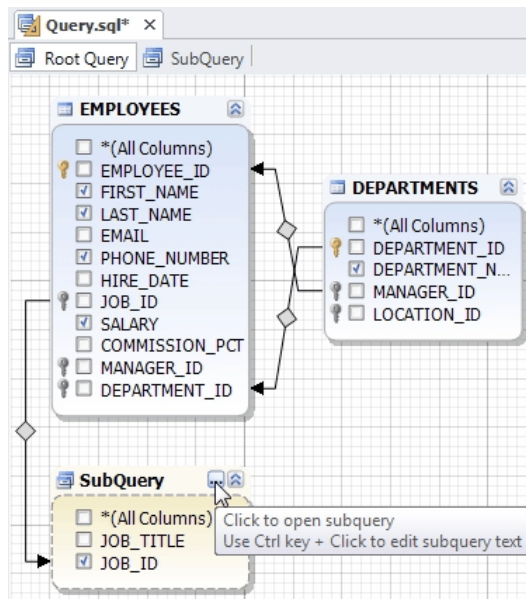 Query.sql*
Root Query SubQuery
EMPLOYEES
*(All Columns)
EMPLOYEE_ID
FIRST_NAME
LAST_NAME
EMAIL
PHONE_NUMBER
HIRE_DATE
JOB_ID
SALARY
COMMISSION_PCT
MANAGER_ID
DEPARTMENT_ID
DEPARTMENTS
*(All Columns)
DEPARTMENT_ID
DEPARTMENT_N...
MANAGER_ID
LOCATION_ID
SubQuery
*(All Columns)
JOB_TITLE
JOB_ID
Click to open subquery
Use Ctrl key + Click to edit subquery text